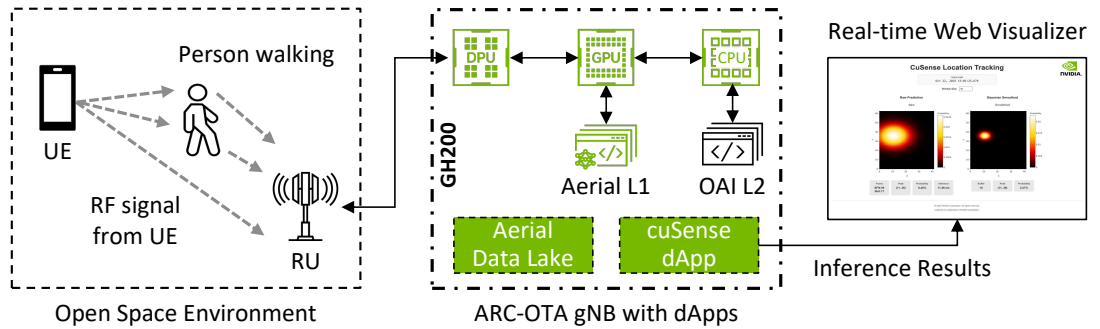 Person walking
UE
RF signal
from UE
RU
Open Space Environment
DPU
GPU
CPU
GH200
Aerial L1
OAI L2
Aerial
Data Lake
cuSense
dApp
ARC-OTA gNB with dApps
Real-time Web Visualizer
CuSense Location Tracking
NVIDIA.
Raw Prediction
Gaussian Smoothed
Inference Results